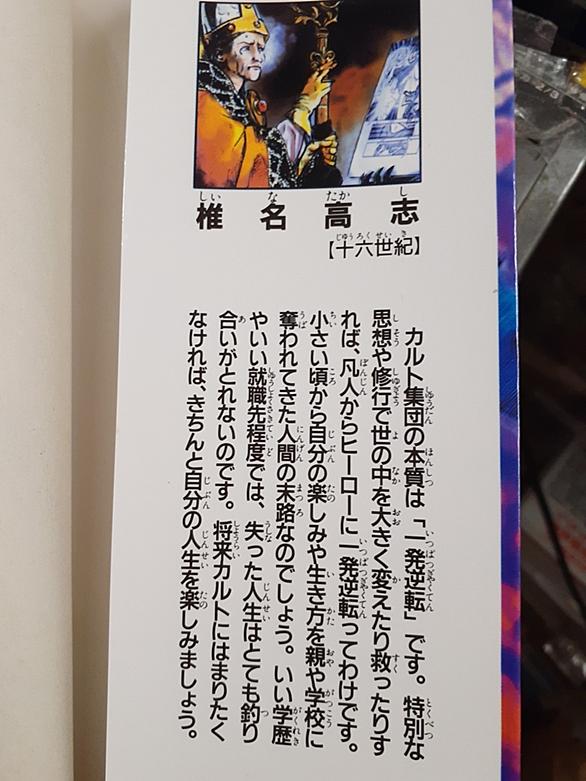 椎名高志
【十六世紀】
カルト集団の本質は「一発逆転」です。特別な
思想や修行で世の中を大きく変えたり救ったりす
れば、凡人からヒーローに一発逆転ってわけです。
小さい頃から自分の楽しみや生き方を親や学校に
奪われてきた人間の末路なのでしょう。いい学歴
やいい就職先程度では、失った人生はとても釣り
合いがとれないのです。将来カルトにはまりたく
なければ、きちんと自分の人生を楽しみましょう。